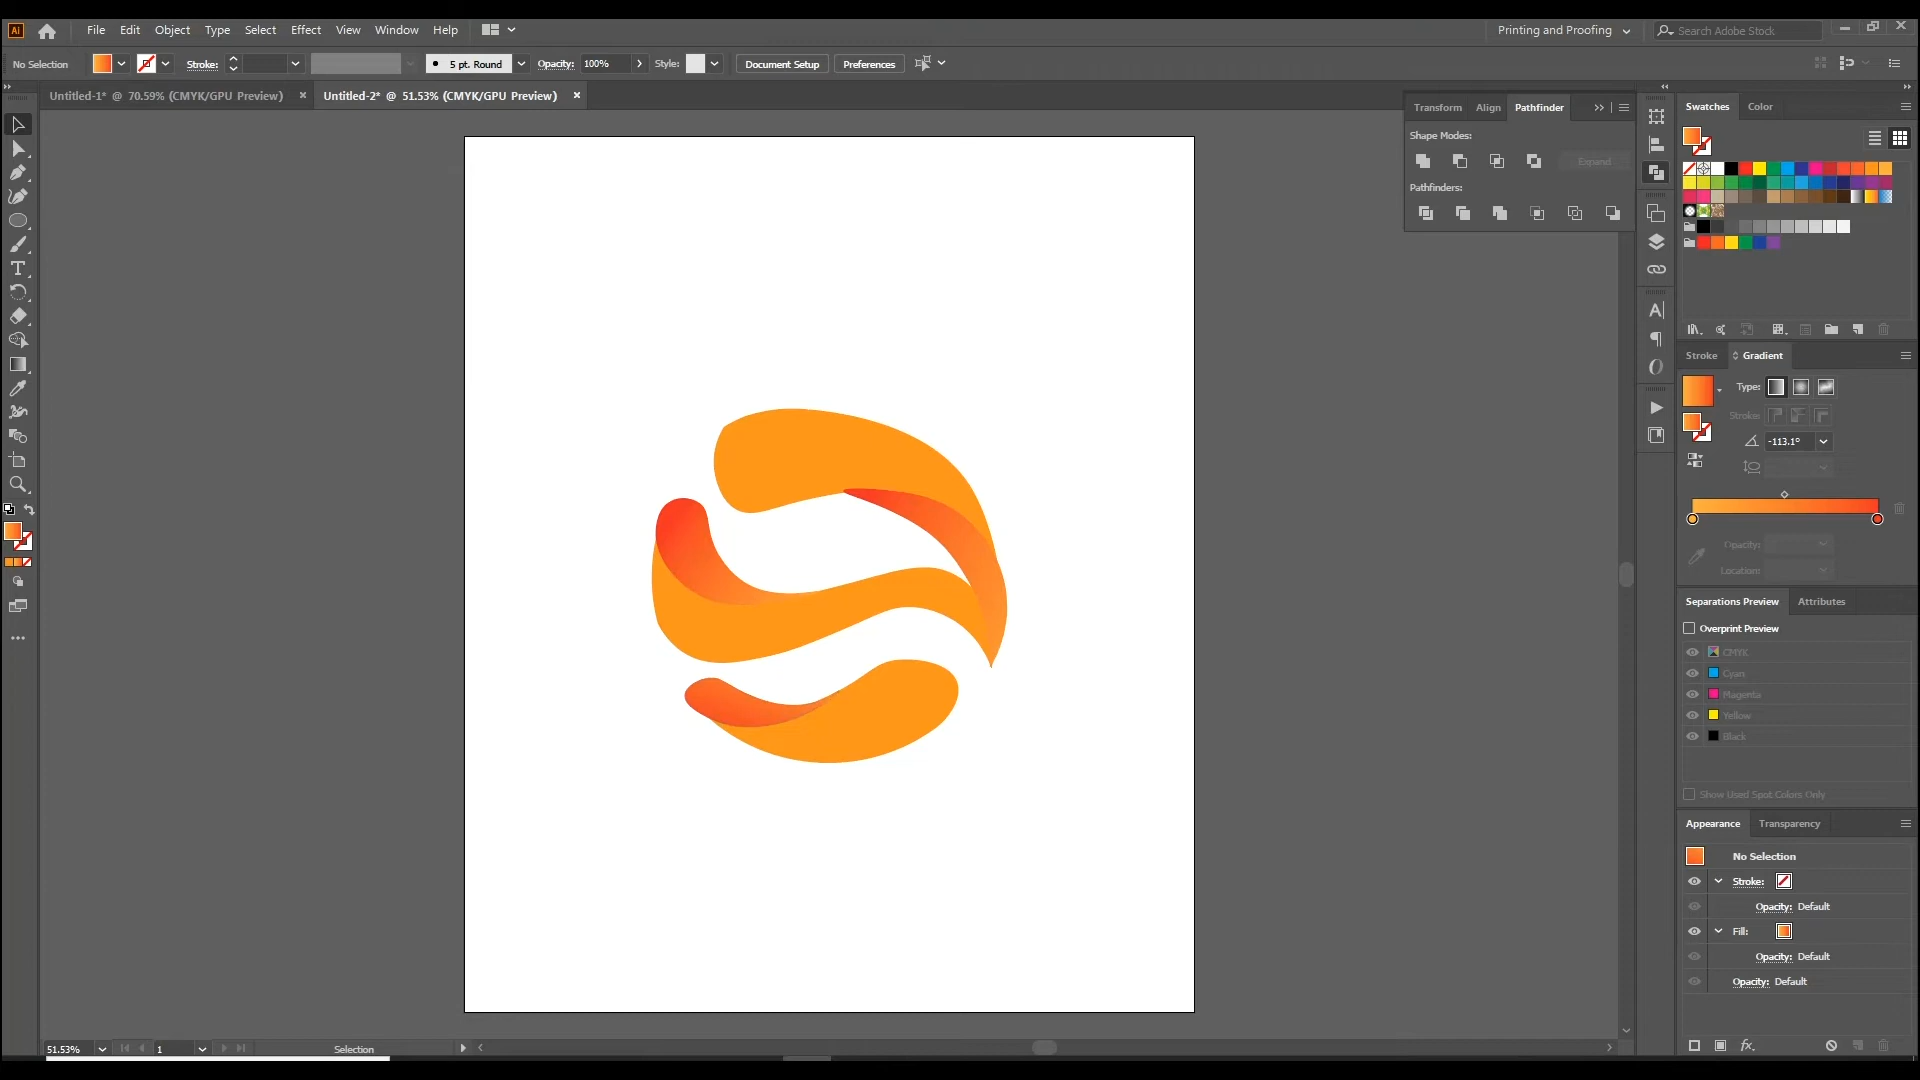 Ai File Edit Object Type Select Effect View Window Help Printing and Proofing Search Adobe Stock
No Selection Stroke: 5 pt. Round Opacity: 100% Style: Document Setup Preferences
Untitled-1* @ 70.59% (CMYK/GPU Preview) × Untitled-2* @ 51.53% (CMYK/GPU Preview) ×
Transform Align Pathfinder
Shape Modes:
Expand
Pathfinders:
Swatches Color
Stroke Gradient
Type:
Stroke:
-113.1°
Opacity:
Location:
Separations Preview Attributes
Overprint Preview
CMYK
Cyan
Magenta
Yellow
Black
Show Used Spot Colors Only
Appearance Transparency
No Selection
Stroke:
Opacity: Default
Fill:
Opacity: Default
Opacity: Default
fx
51.53% 1 Selection